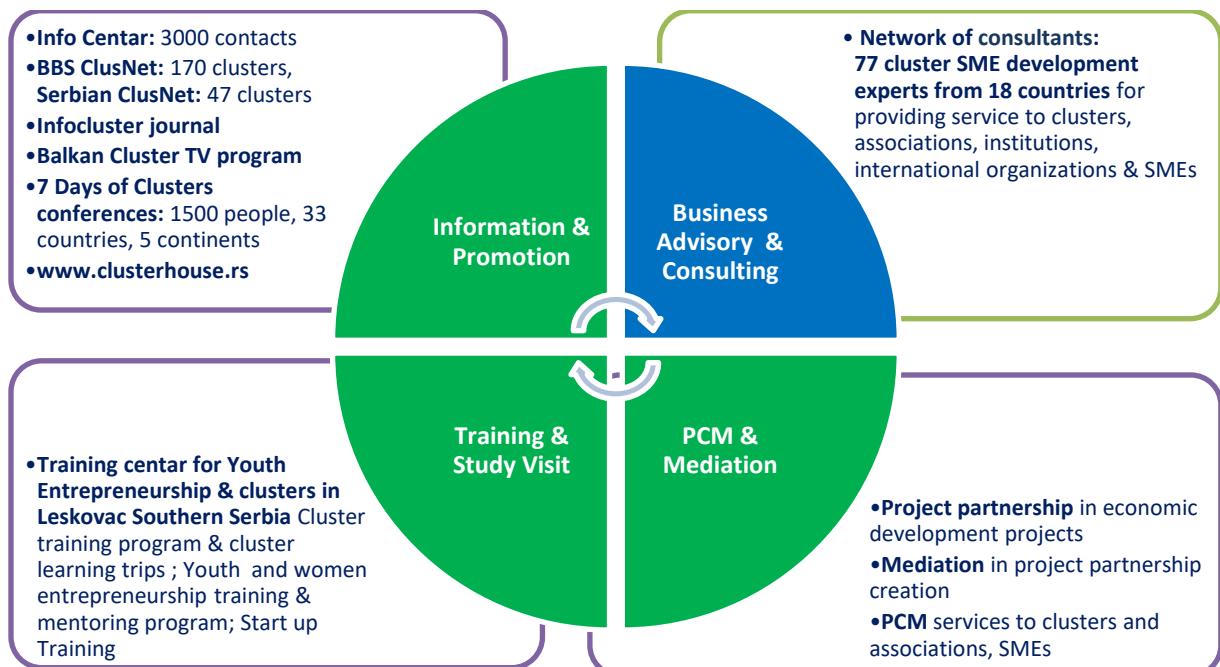 •Info Centar: 3000 contacts
•BBS ClusNet: 170 clusters,
Serbian ClusNet: 47 clusters
•Infocluster journal
•Balkan Cluster TV program
•7 Days of Clusters
conferences: 1500 people, 33
countries, 5 continents
•www.clusterhouse.rs
Information &
Promotion
Business
Advisory &
Consulting
• Network of consultants:
77 cluster SME development
experts from 18 countries for
providing service to clusters,
associations, institutions,
international organizations & SMEs
•Training centar for Youth
Entrepreneurship & clusters in
Leskovac Southern Serbia Cluster
training program & cluster
learning trips ; Youth and women
entrepreneurship training &
mentoring program; Start up
Training
Training &
Study Visit
PCM &
Mediation
•Project partnership in economic
development projects
•Mediation in project partnership
creation
•PCM services to clusters and
associations, SMEs